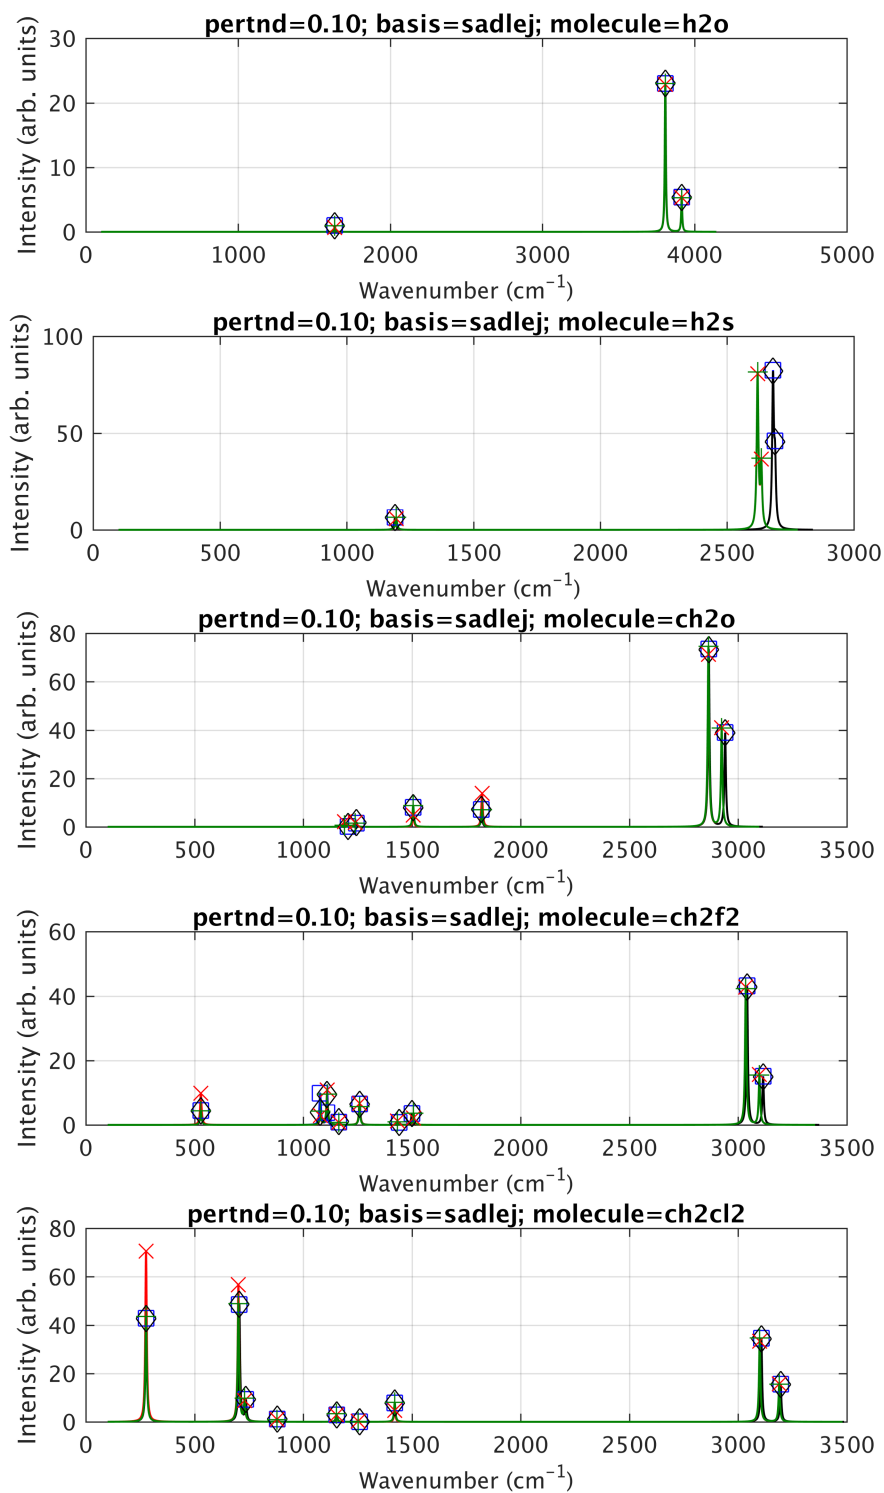 pertnd=0.10; basis=sadlej; molecule=h2o
Intensity (arb. units)
30
20
10
0
0 1000 2000 3000 4000 5000
Wavenumber (cm⁻¹)
pertnd=0.10; basis=sadlej; molecule=h2s
Intensity (arb. units)
100
50
0
0 500 1000 1500 2000 2500 3000
Wavenumber (cm⁻¹)
pertnd=0.10; basis=sadlej; molecule=ch2o
Intensity (arb. units)
80
60
40
20
0
0 500 1000 1500 2000 2500 3000 3500
Wavenumber (cm⁻¹)
pertnd=0.10; basis=sadlej; molecule=ch2f2
Intensity (arb. units)
60
40
20
0
0 500 1000 1500 2000 2500 3000 3500
Wavenumber (cm⁻¹)
pertnd=0.10; basis=sadlej; molecule=ch2cl2
Intensity (arb. units)
80
60
40
20
0
0 500 1000 1500 2000 2500 3000 3500
Wavenumber (cm⁻¹)